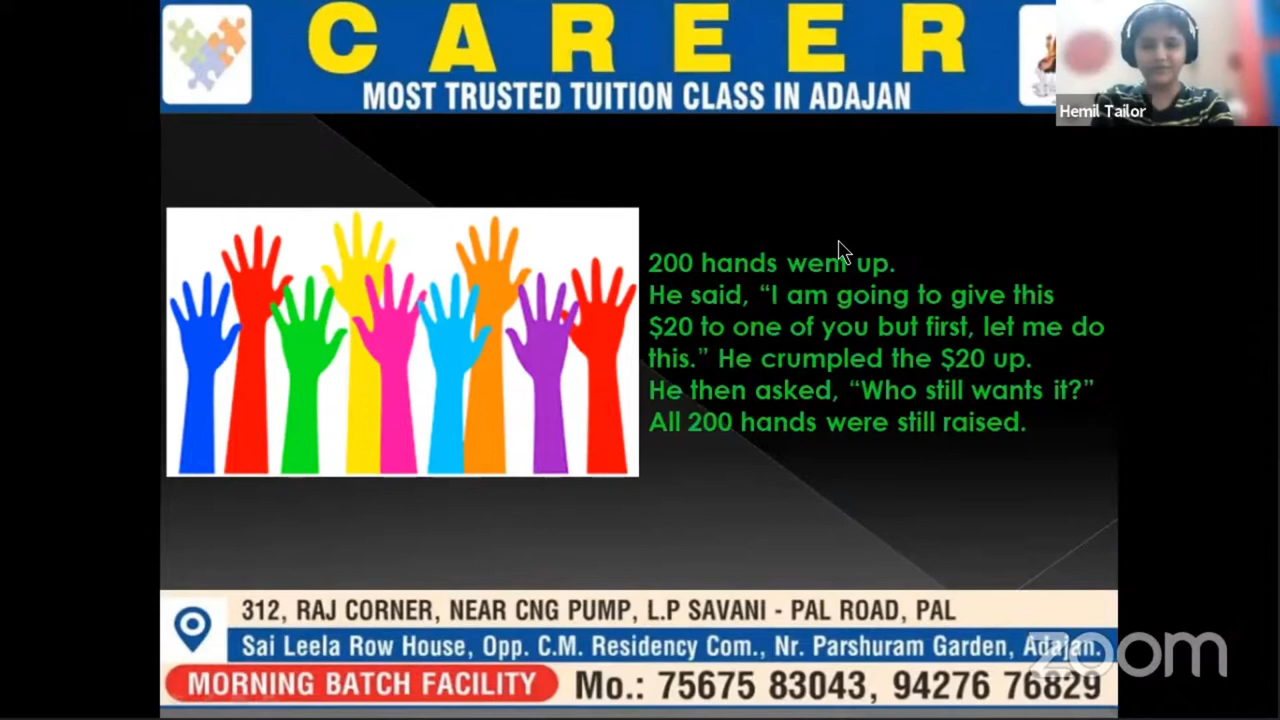 CAREER
MOST TRUSTED TUITION CLASS IN ADAJAN
Hemil Tailor
200 hands went up.
He said, “I am going to give this
$20 to one of you but first, let me do
this.” He crumpled the $20 up.
He then asked, “Who still wants it?”
All 200 hands were still raised.
312, RAJ CORNER, NEAR CNG PUMP, L.P SAVANI - PAL ROAD, PAL
Sai Leela Row House, Opp. C.M. Residency Com., Nr. Parshuram Garden, Adajan.
zoom
MORNING BATCH FACILITY Mo.: 75675 83043, 94276 76829